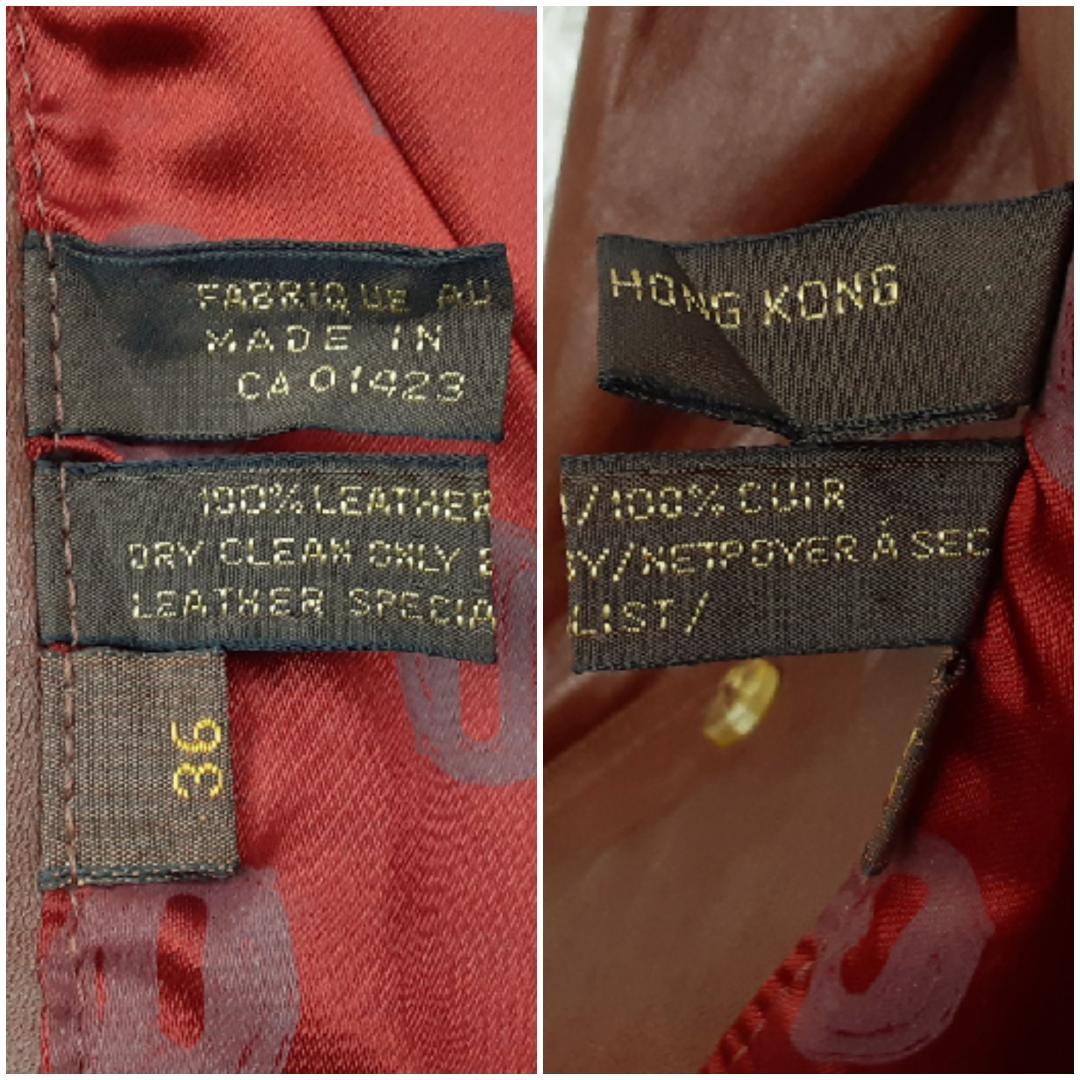 FABRIQUE AU
MADE IN
CA 01423
100% LEATHER
DRY CLEAN ONLY
LEATHER SPECIA
36
HONG KONG
/100% CUIR
Y/NETPOYER Á SEC
LIST/